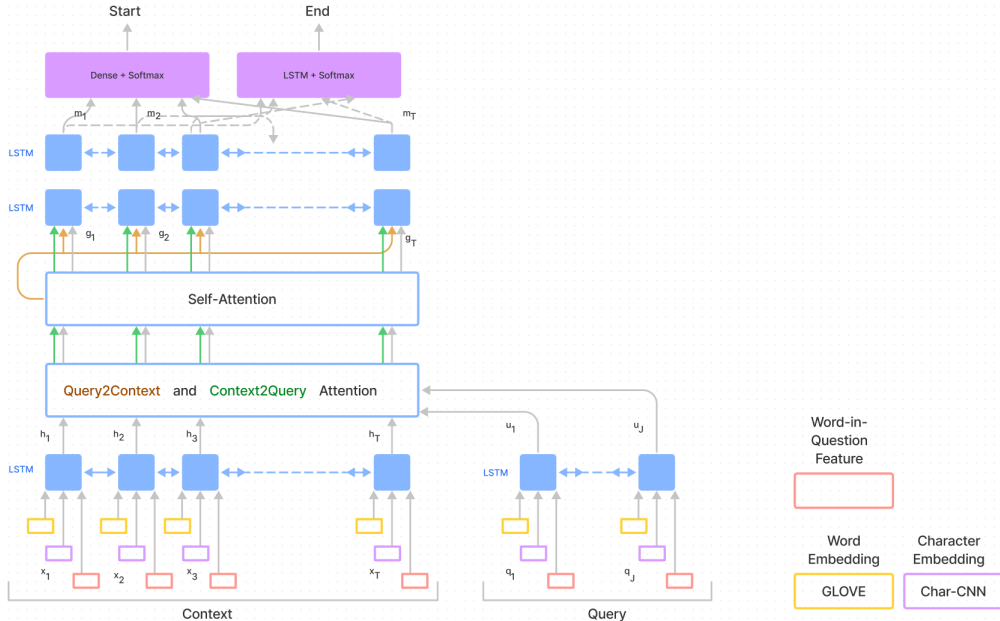 Start
End
Dense + Softmax
LSTM + Softmax
m1
m2
mT
LSTM
LSTM
g1
g2
gT
Self-Attention
Query2Context and Context2Query Attention
h1
h2
h3
hT
u1
uJ
LSTM
LSTM
x1
x2
x3
xT
q1
qJ
Context
Query
Word-in-
Question
Feature
Word
Embedding
GLOVE
Character
Embedding
Char-CNN